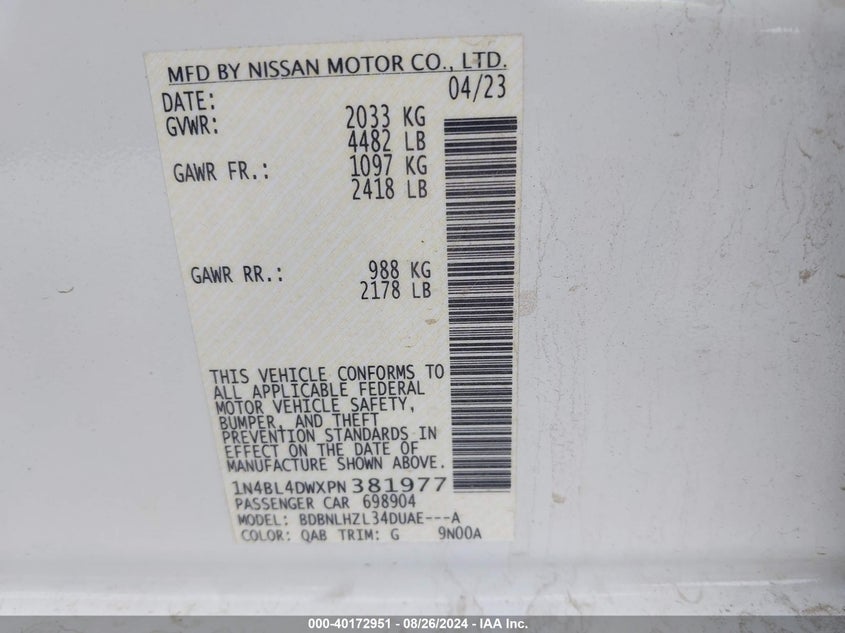 MFD BY NISSAN MOTOR CO., LTD.
DATE: 04/23
GVWR: 2033 KG
4482 LB
GAWR FR.: 1097 KG
2418 LB
GAWR RR.: 988 KG
2178 LB
THIS VEHICLE CONFORMS TO
ALL APPLICABLE FEDERAL
MOTOR VEHICLE SAFETY,
BUMPER, AND THEFT
PREVENTION STANDARDS IN
EFFECT ON THE DATE OF
MANUFACTURE SHOWN ABOVE.
1N4BL4DWXPN381977
PASSENGER CAR 698904
MODEL: BDBNLHZL34DUAE---A
COLOR: QAB TRIM: G 9N00A
000-40172951 - 08/26/2024 - IAA Inc.